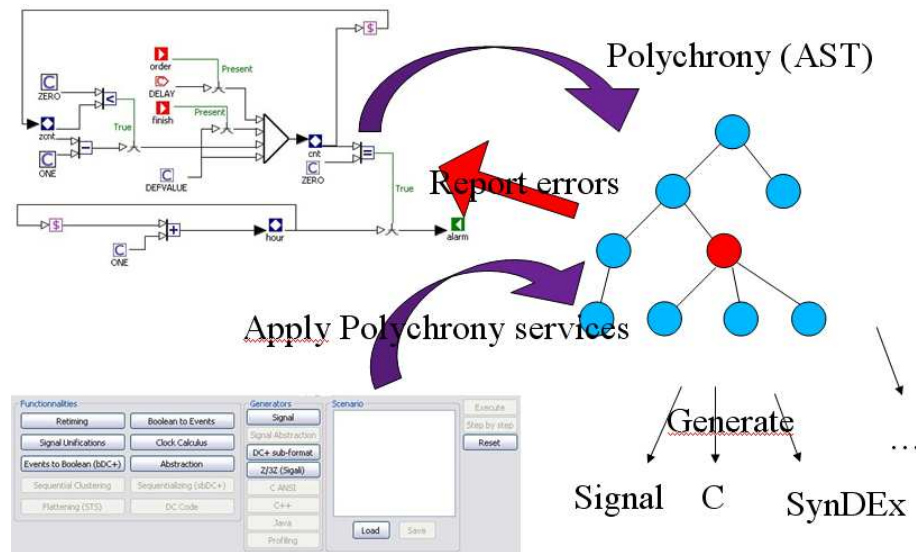 $
order
Present
ZERO
DELAY
<
finish
Present
zcnt
True
ONE
−
DEFVALUE
cnt
=
ZERO
True
$
+
ONE
hour
alarm
Polychrony (AST)
Report errors
Apply Polychrony services
Functionnalities
Retiming
Boolean to Events
Signal Unifications
Clock Calculus
Events to Boolean (bDC+)
Abstraction
Sequential Clustering
Sequentializing (sbDC+)
Flattening (STS)
DC Code
Generators
Signal
Signal Abstraction
DC+ sub-format
Z/3Z (Sigali)
C ANSI
C++
Java
Profiling
Scenario
Load
Save
Execute
Step by step
Reset
Generate
...
Signal
C
SynDEx